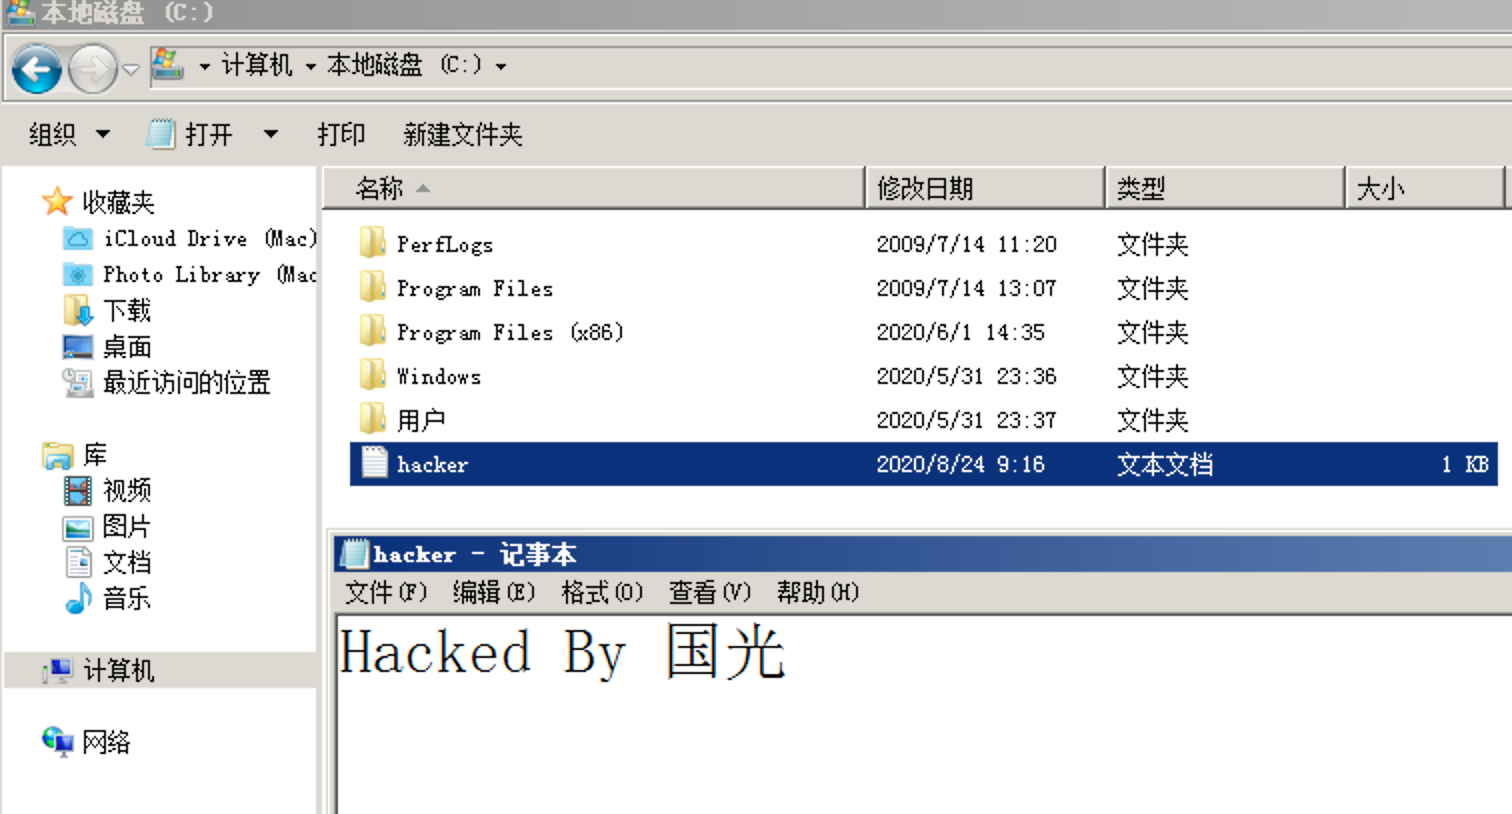 本地磁盘 (C:)
计算机 本地磁盘 (C:)
组织 打开 打印 新建文件夹
名称 修改日期 类型 大小
收藏夹
iCloud Drive (Mac)
Photo Library (Mac
下载
桌面
最近访问的位置
库
视频
图片
文档
音乐
计算机
网络
PerfLogs 2009/7/14 11:20 文件夹
Program Files 2009/7/14 13:07 文件夹
Program Files (x86) 2020/6/1 14:35 文件夹
Windows 2020/5/31 23:36 文件夹
用户 2020/5/31 23:37 文件夹
hacker 2020/8/24 9:16 文本文档 1 KB
hacker - 记事本
文件(F) 编辑(E) 格式(O) 查看(V) 帮助(H)
Hacked By 国光